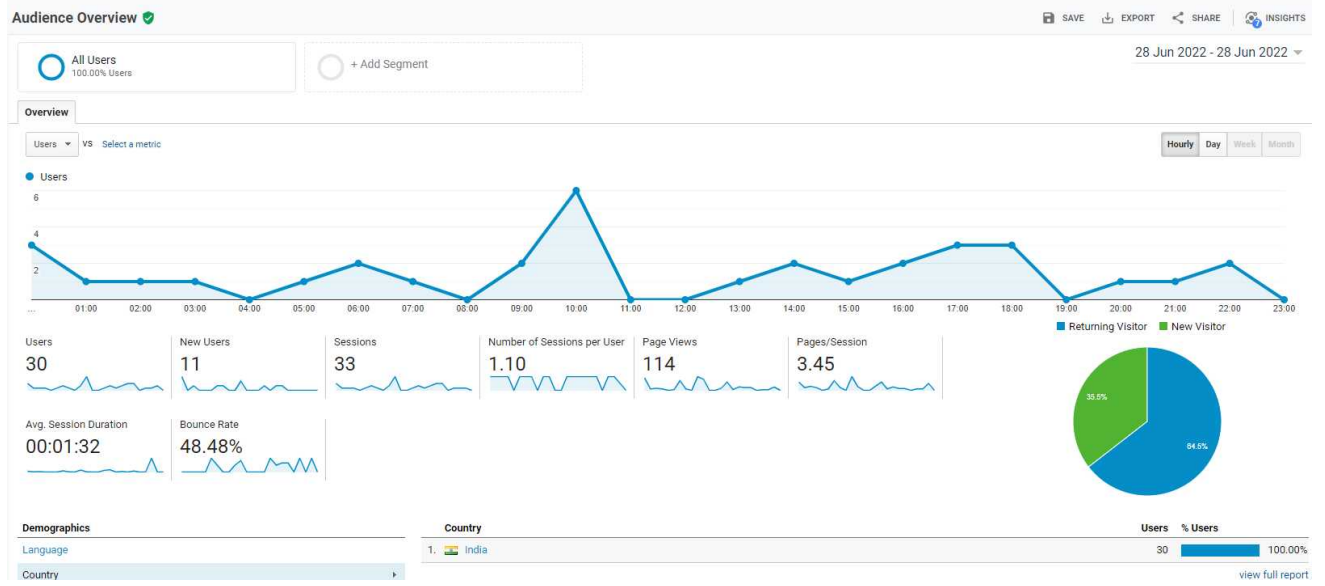 Audience Overview
SAVE EXPORT SHARE 7 INSIGHTS
All Users
100.00% Users
+ Add Segment
28 Jun 2022 - 28 Jun 2022
Overview
Users VS Select a metric
Hourly Day Week Month
Users
6
4
2
... 01:00 02:00 03:00 04:00 05:00 06:00 07:00 08:00 09:00 10:00 11:00 12:00 13:00 14:00 15:00 16:00 17:00 18:00 19:00 20:00 21:00 22:00 23:00
Returning Visitor New Visitor
Users New Users Sessions Number of Sessions per User Page Views Pages/Session
30 11 33 1.10 114 3.45
35.5%
64.5%
Avg. Session Duration Bounce Rate
00:01:32 48.48%
Demographics Country Users % Users
Language 1. India 30 100.00%
Country view full report